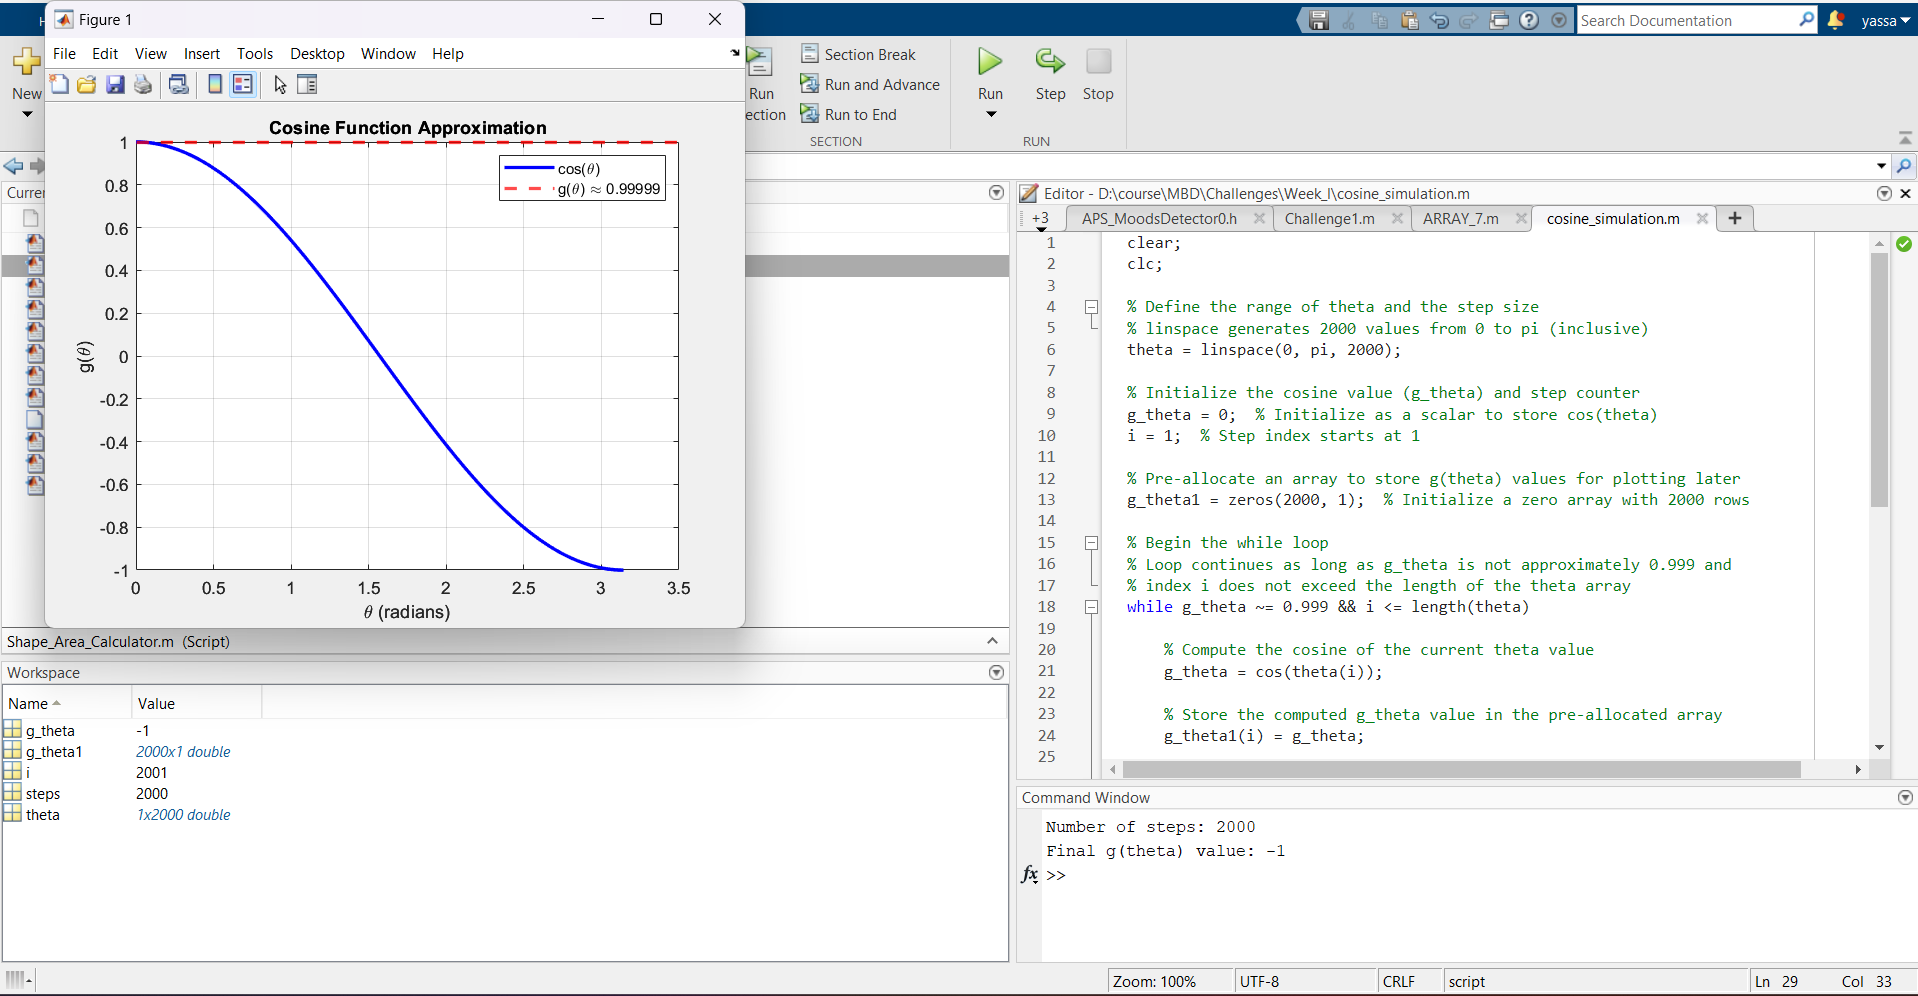 Figure 1
File Edit View Insert Tools Desktop Window Help
Search Documentation
yassa
New
Run
ection
Section Break
Run and Advance
Run to End
SECTION
Run
Step
Stop
RUN
Cosine Function Approximation
cos(θ)
g(θ) ≈ 0.99999
1
0.8
0.6
0.4
0.2
0
-0.2
-0.4
-0.6
-0.8
-1
g(θ)
0 0.5 1 1.5 2 2.5 3 3.5
θ (radians)
Curren
Shape_Area_Calculator.m (Script)
Workspace
Name Value
g_theta -1
g_theta1 2000x1 double
i 2001
steps 2000
theta 1x2000 double
Editor - D:\course\MBD\Challenges\Week_I\cosine_simulation.m
+3 APS_MoodsDetector0.h Challenge1.m ARRAY_7.m cosine_simulation.m +
1 clear;
2 clc;
3
4 % Define the range of theta and the step size
5 % linspace generates 2000 values from 0 to pi (inclusive)
6 theta = linspace(0, pi, 2000);
7
8 % Initialize the cosine value (g_theta) and step counter
9 g_theta = 0;  % Initialize as a scalar to store cos(theta)
10 i = 1;  % Step index starts at 1
11
12 % Pre-allocate an array to store g(theta) values for plotting later
13 g_theta1 = zeros(2000, 1);  % Initialize a zero array with 2000 rows
14
15 % Begin the while loop
16 % Loop continues as long as g_theta is not approximately 0.999 and
17 % index i does not exceed the length of the theta array
18 while g_theta ~= 0.999 && i <= length(theta)
19
20 % Compute the cosine of the current theta value
21 g_theta = cos(theta(i));
22
23 % Store the computed g_theta value in the pre-allocated array
24 g_theta1(i) = g_theta;
25
Command Window
Number of steps: 2000
Final g(theta) value: -1
fx >>
Zoom: 100% UTF-8 CRLF script Ln 29 Col 33